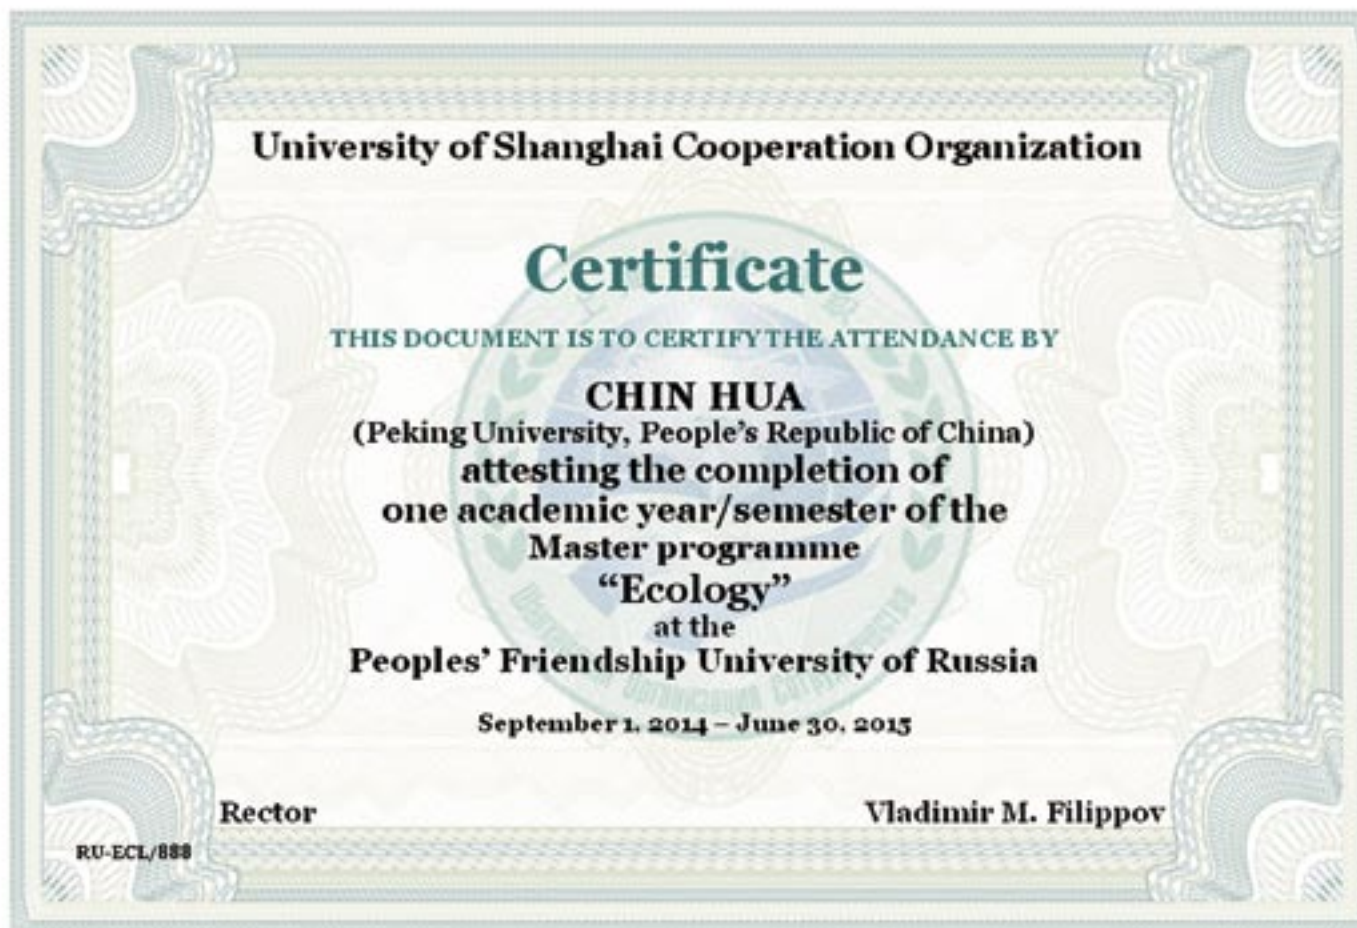 University of Shanghai Cooperation Organization
Certificate
THIS DOCUMENT IS TO CERTIFY THE ATTENDANCE BY
CHIN HUA
(Peking University, People's Republic of China)
attesting the completion of
one academic year/semester of the
Master programme
“Ecology”
at the
Peoples' Friendship University of Russia
September 1, 2014 – June 30, 2015
Rector
Vladimir M. Filippov
RU-ECL/888